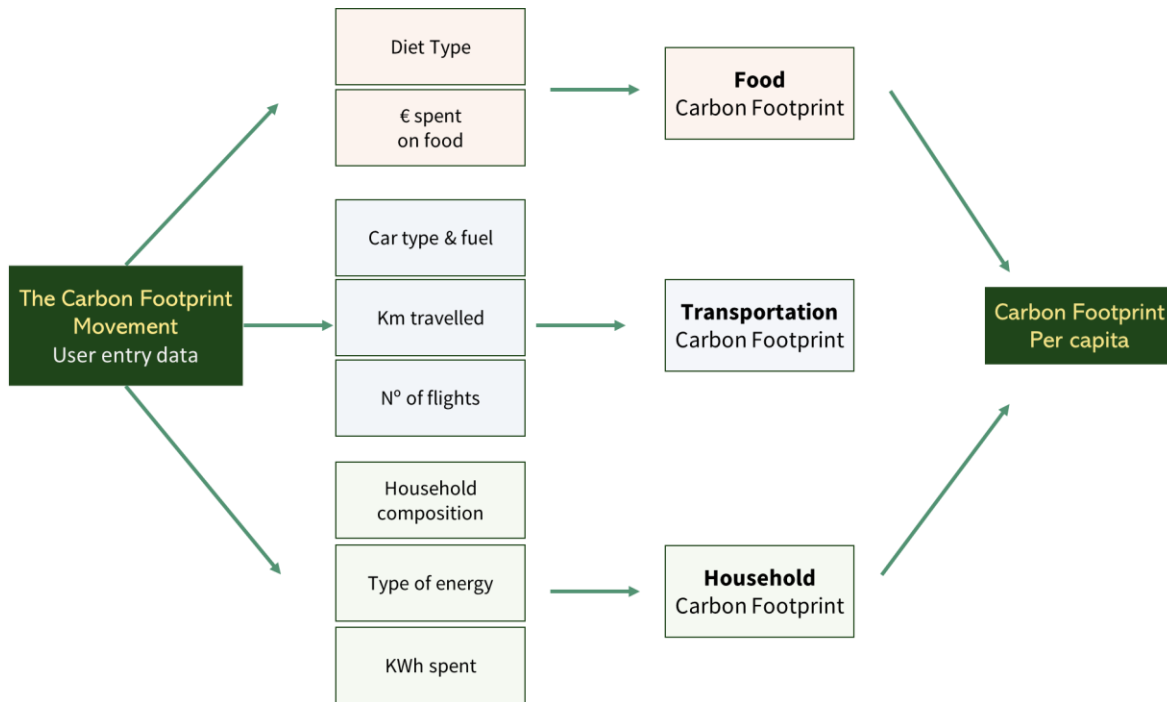 Diet Type
€ spent
on food
Food
Carbon Footprint
Car type & fuel
The Carbon Footprint
Movement
User entry data
Km travelled
Nº of flights
Transportation
Carbon Footprint
Carbon Footprint
Per capita
Household
composition
Type of energy
KWh spent
Household
Carbon Footprint